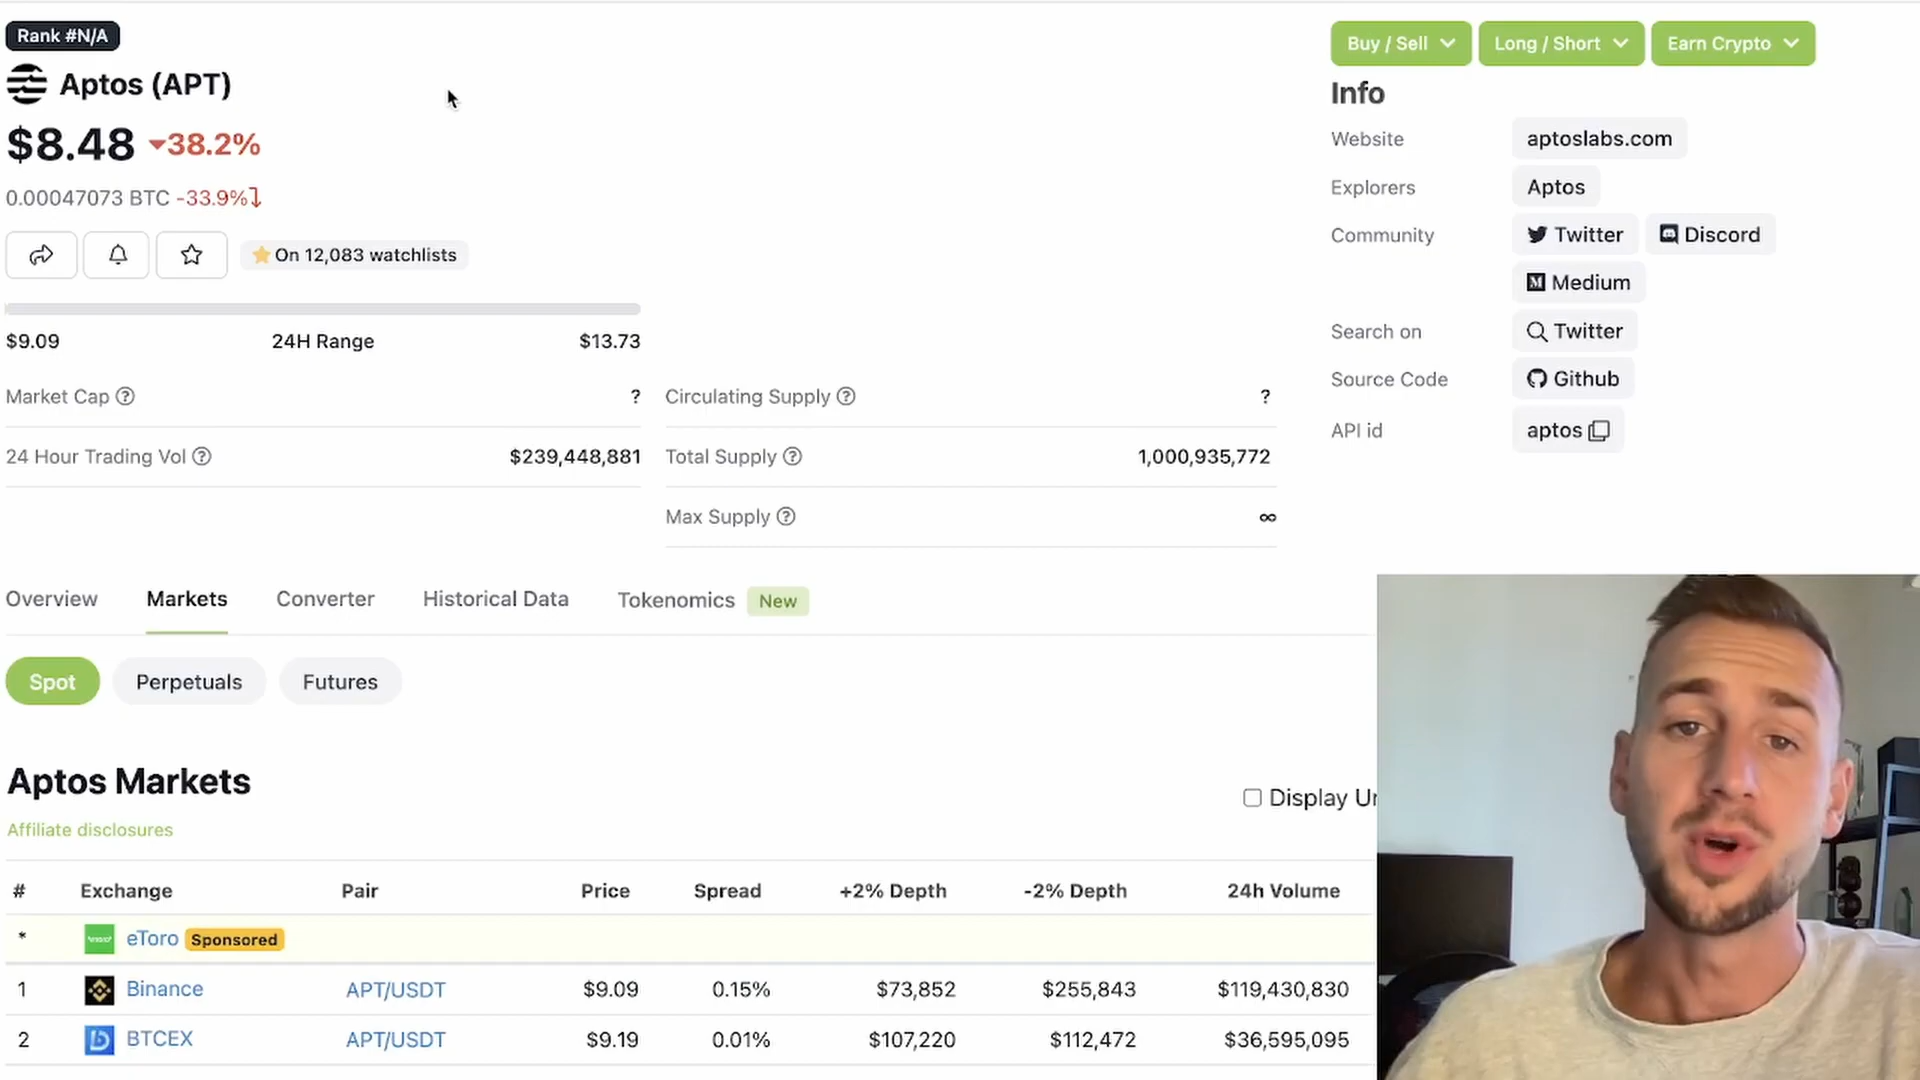 Rank #N/A
Aptos (APT)
$8.48 38.2%
0.00047073 BTC -33.9%
On 12,083 watchlists
$9.09 24H Range $13.73
Market Cap ?
24 Hour Trading Vol $239,448,881
Circulating Supply ?
Total Supply 1,000,935,772
Max Supply ∞
Buy / Sell Long / Short Earn Crypto
Info
Website aptoslabs.com
Explorers Aptos
Community Twitter Discord
Medium
Search on Twitter
Source Code Github
API id aptos
Overview Markets Converter Historical Data Tokenomics New
Spot Perpetuals Futures
Aptos Markets
Display Un
Affiliate disclosures
# Exchange Pair Price Spread +2% Depth -2% Depth 24h Volume
* eToro Sponsored
1 Binance APT/USDT $9.09 0.15% $73,852 $255,843 $119,430,830
2 BTCEX APT/USDT $9.19 0.01% $107,220 $112,472 $36,595,095